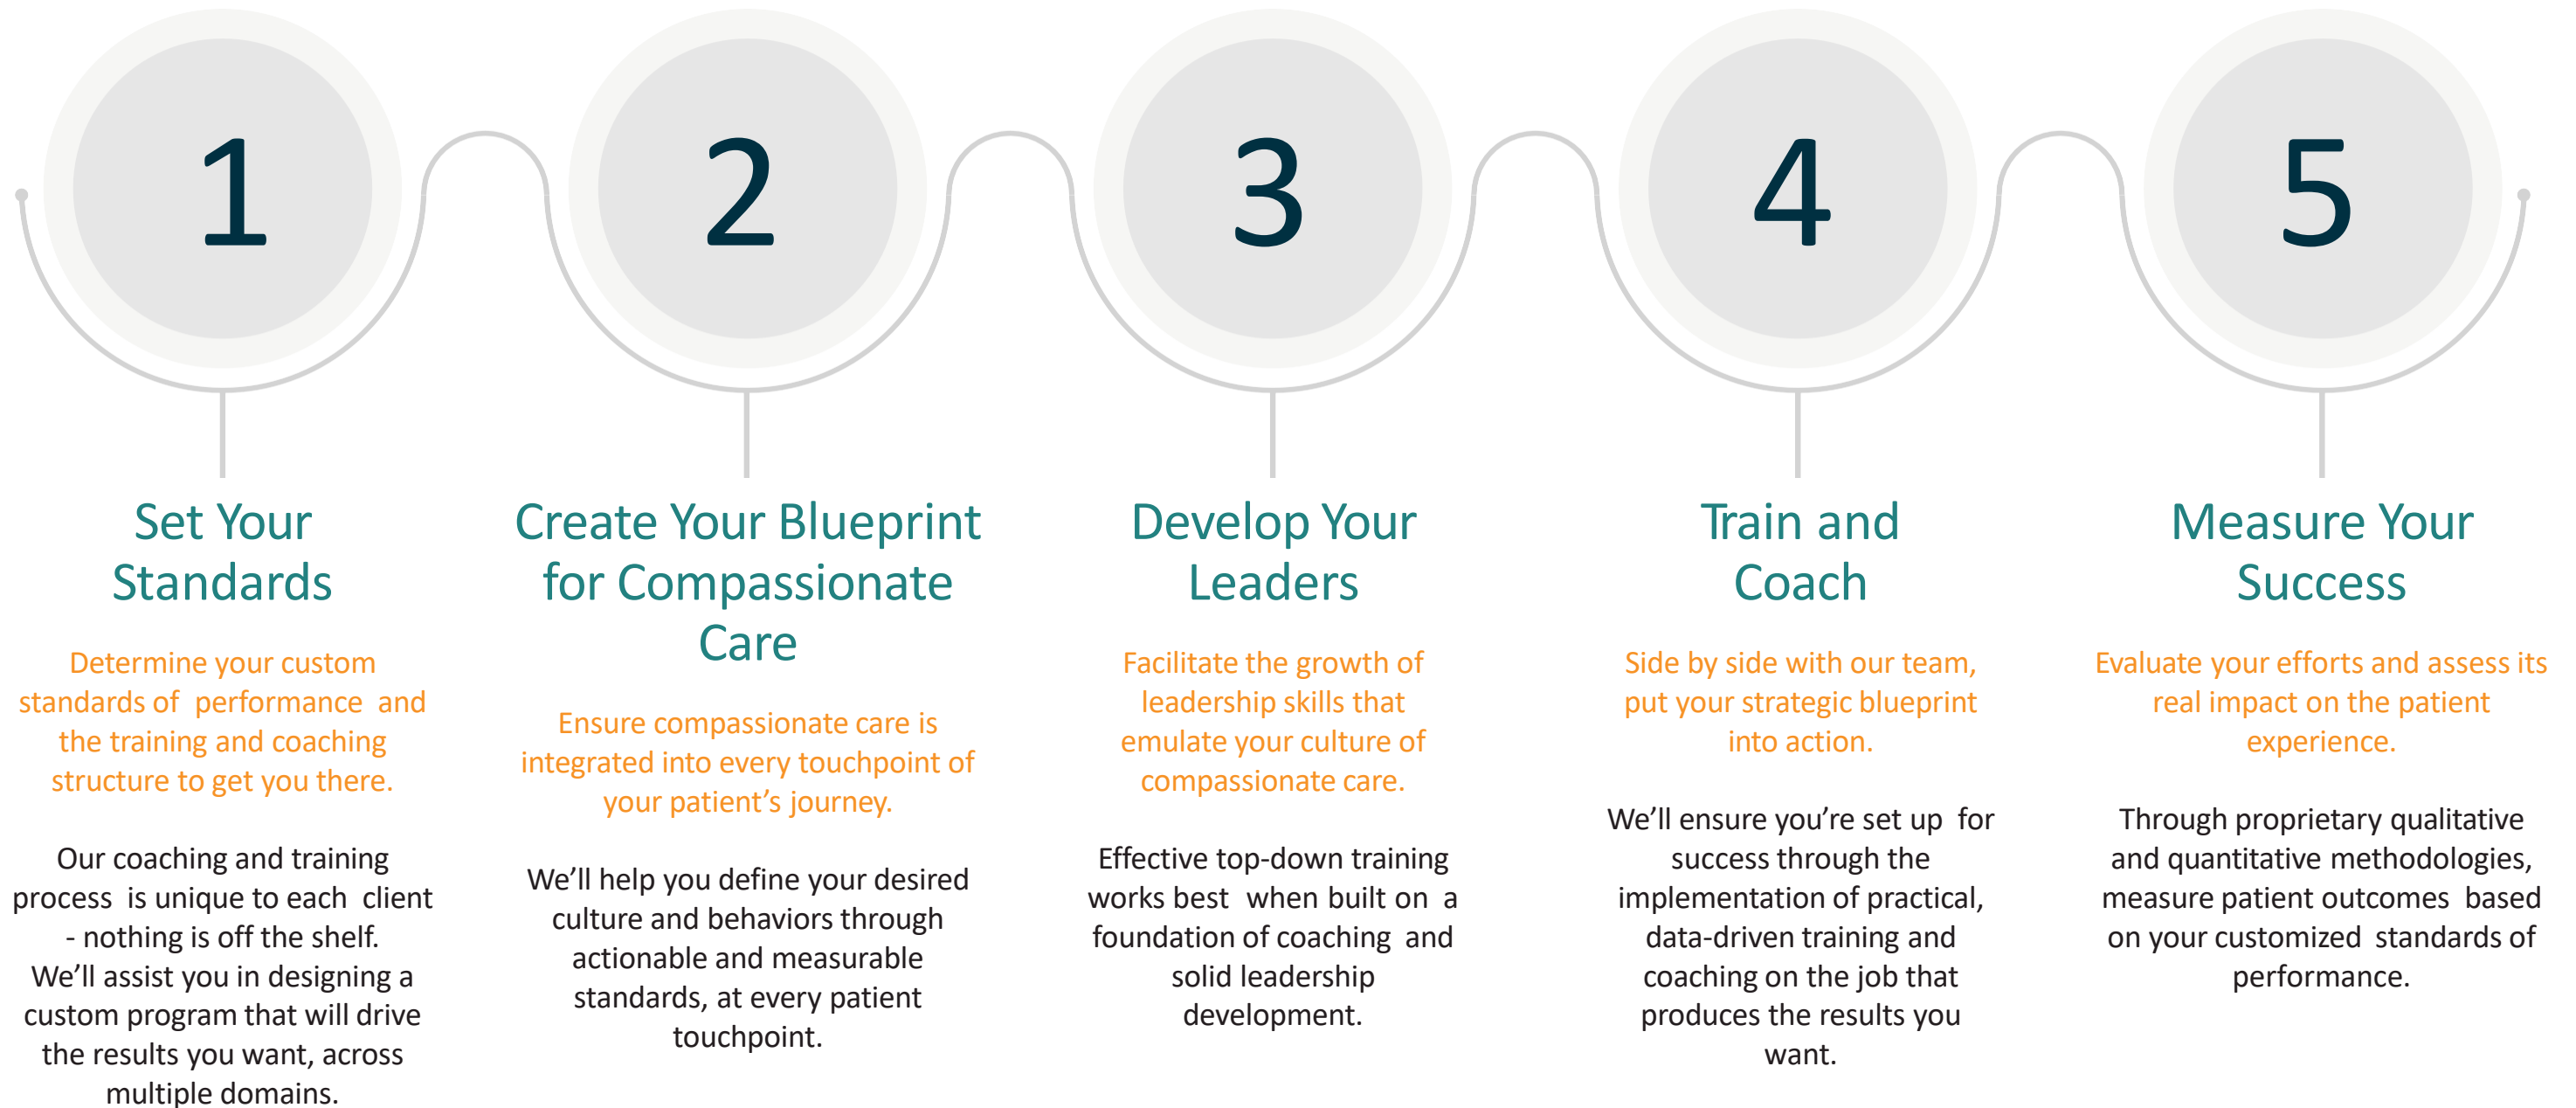 1
Set Your
Standards
Determine your custom
standards of performance and
the training and coaching
structure to get you there.
Our coaching and training
process is unique to each client
- nothing is off the shelf.
We’ll assist you in designing a
custom program that will drive
the results you want, across
multiple domains.
2
Create Your Blueprint
for Compassionate
Care
Ensure compassionate care is
integrated into every touchpoint of
your patient’s journey.
We’ll help you define your desired
culture and behaviors through
actionable and measurable
standards, at every patient
touchpoint.
3
Develop Your
Leaders
Facilitate the growth of
leadership skills that
emulate your culture of
compassionate care.
Effective top-down training
works best when built on a
foundation of coaching and
solid leadership
development.
4
Train and
Coach
Side by side with our team,
put your strategic blueprint
into action.
We’ll ensure you’re set up for
success through the
implementation of practical,
data-driven training and
coaching on the job that
produces the results you
want.
5
Measure Your
Success
Evaluate your efforts and assess its
real impact on the patient
experience.
Through proprietary qualitative
and quantitative methodologies,
measure patient outcomes based
on your customized standards of
performance.